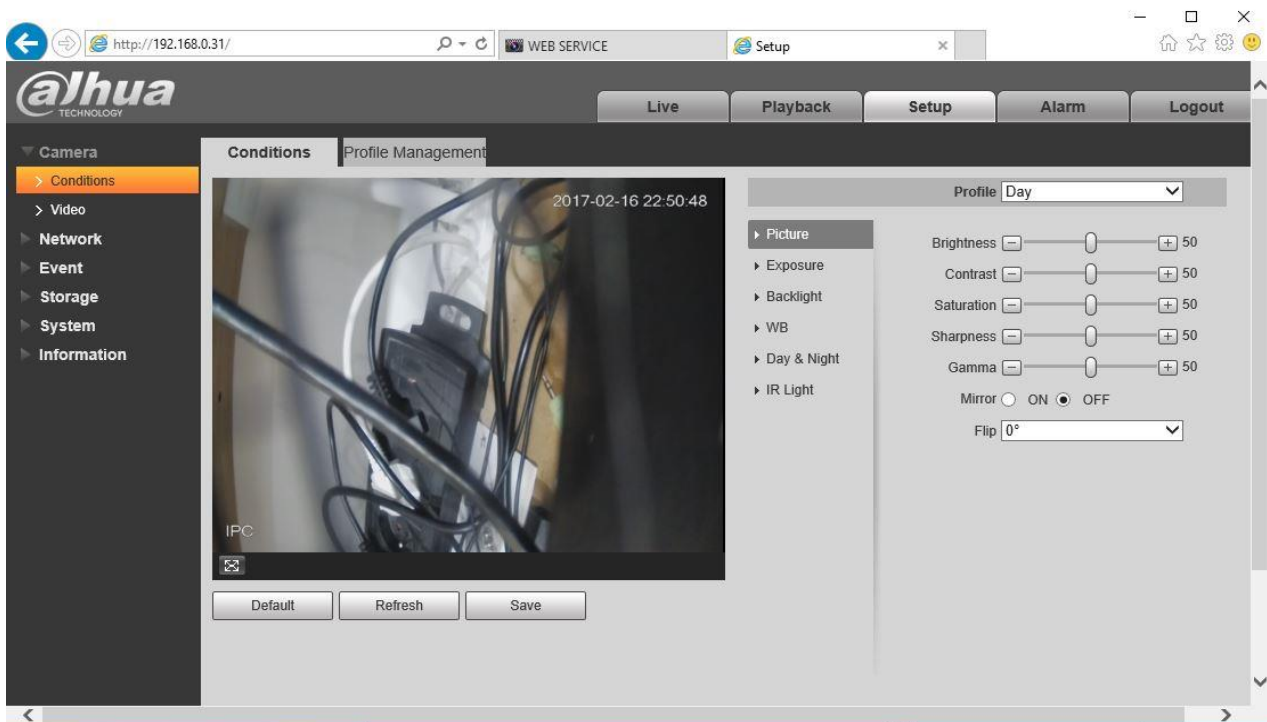 http://192.168.0.31/
WEB SERVICE
Setup
alhua
TECHNOLOGY
Live
Playback
Setup
Alarm
Logout
Camera
Conditions
Video
Network
Event
Storage
System
Information
Conditions
Profile Management
2017-02-16 22:50:48
IPC
Default
Refresh
Save
Profile Day
Picture
Exposure
Backlight
WB
Day & Night
IR Light
Brightness 50
Contrast 50
Saturation 50
Sharpness 50
Gamma 50
Mirror ON OFF
Flip 0°